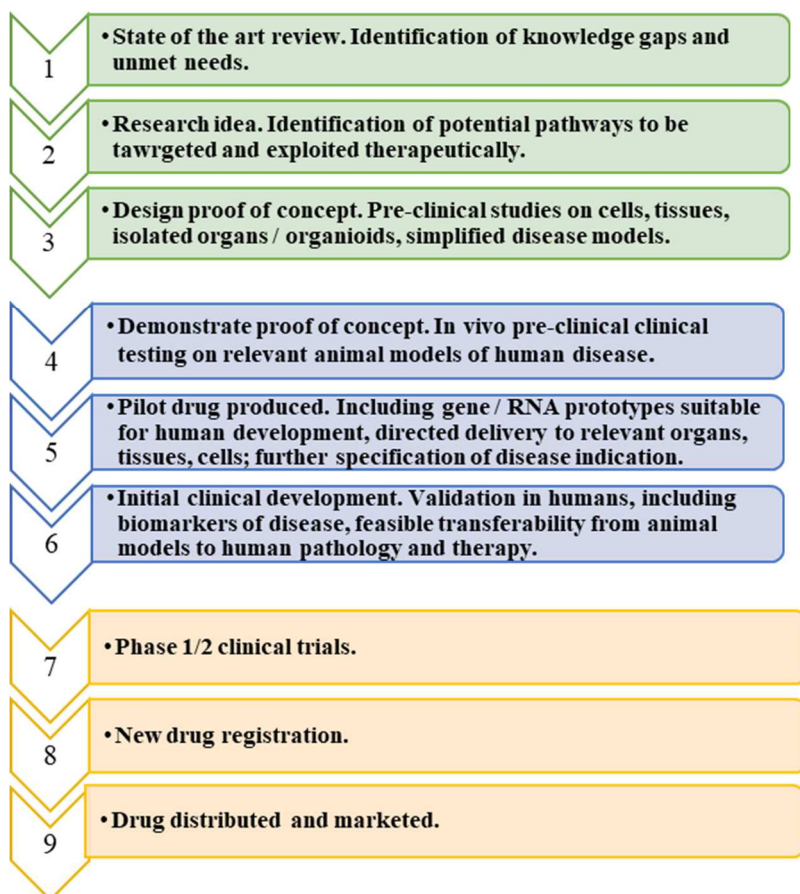 1
• State of the art review. Identification of knowledge gaps and
unmet needs.
2
• Research idea. Identification of potential pathways to be
tawrgeted and exploited therapeutically.
3
• Design proof of concept. Pre-clinical studies on cells, tissues,
isolated organs / organioids, simplified disease models.
4
• Demonstrate proof of concept. In vivo pre-clinical clinical
testing on relevant animal models of human disease.
5
• Pilot drug produced. Including gene / RNA prototypes suitable
for human development, directed delivery to relevant organs,
tissues, cells; further specification of disease indication.
6
• Initial clinical development. Validation in humans, including
biomarkers of disease, feasible transferability from animal
models to human pathology and therapy.
7
• Phase 1/2 clinical trials.
8
• New drug registration.
9
• Drug distributed and marketed.